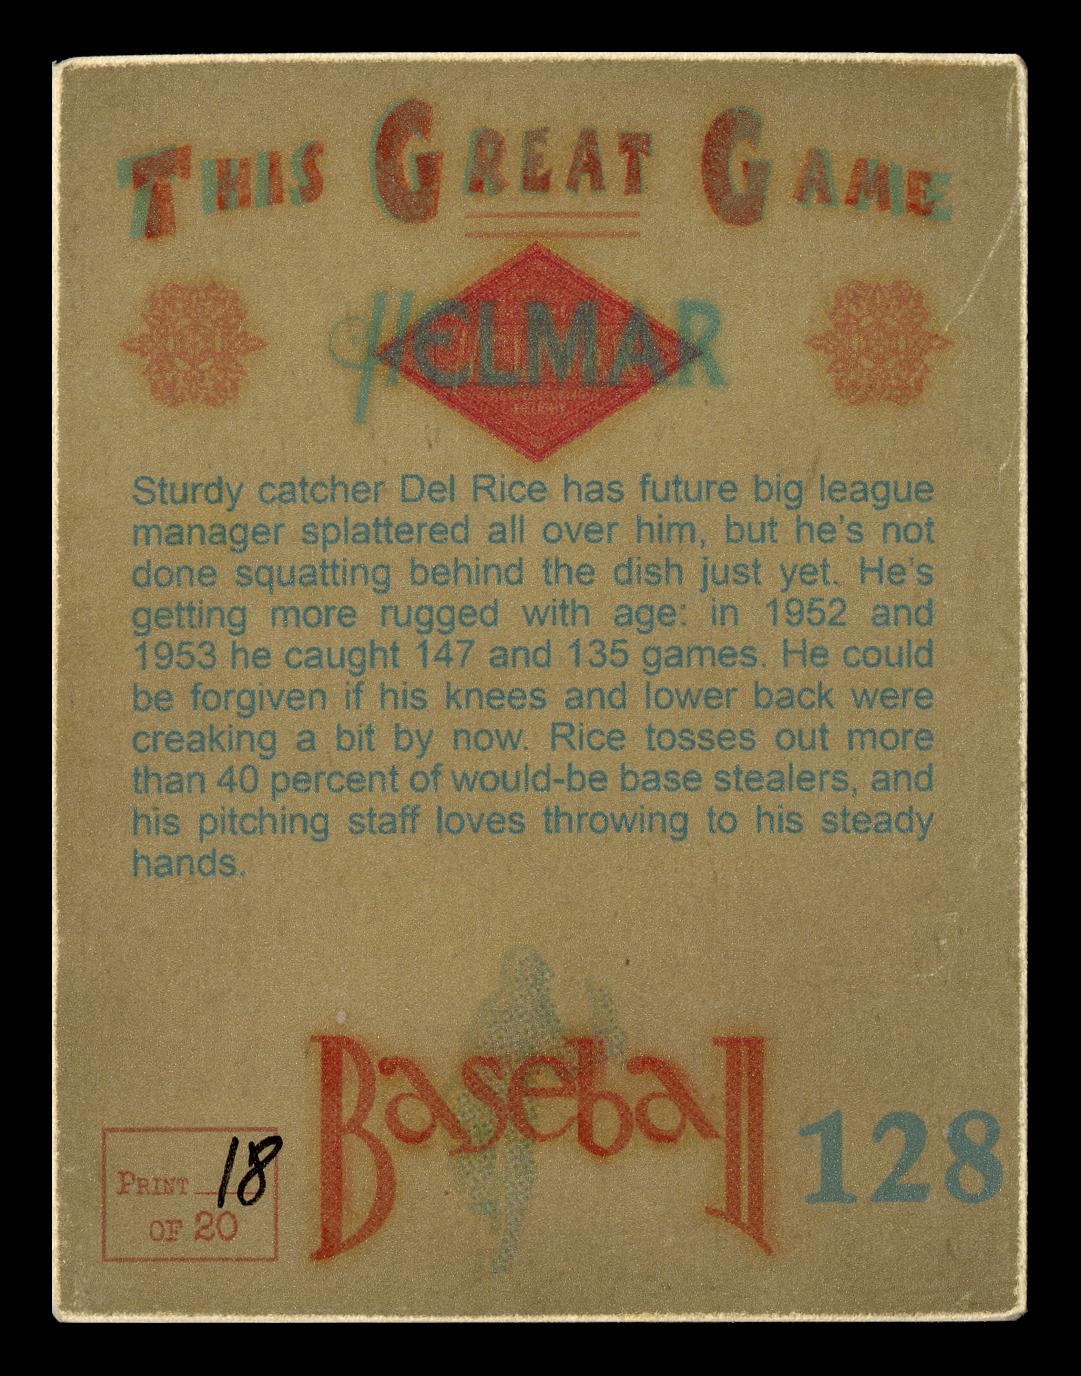 THIS GREAT GAME
HELMAR
Sturdy catcher Del Rice has future big league
manager splattered all over him, but he's not
done squatting behind the dish just yet. He's
getting more rugged with age: in 1952 and
1953 he caught 147 and 135 games. He could
be forgiven if his knees and lower back were
creaking a bit by now. Rice tosses out more
than 40 percent of would-be base stealers, and
his pitching staff loves throwing to his steady
hands.
Baseball
128
PRINT 18
OF 20